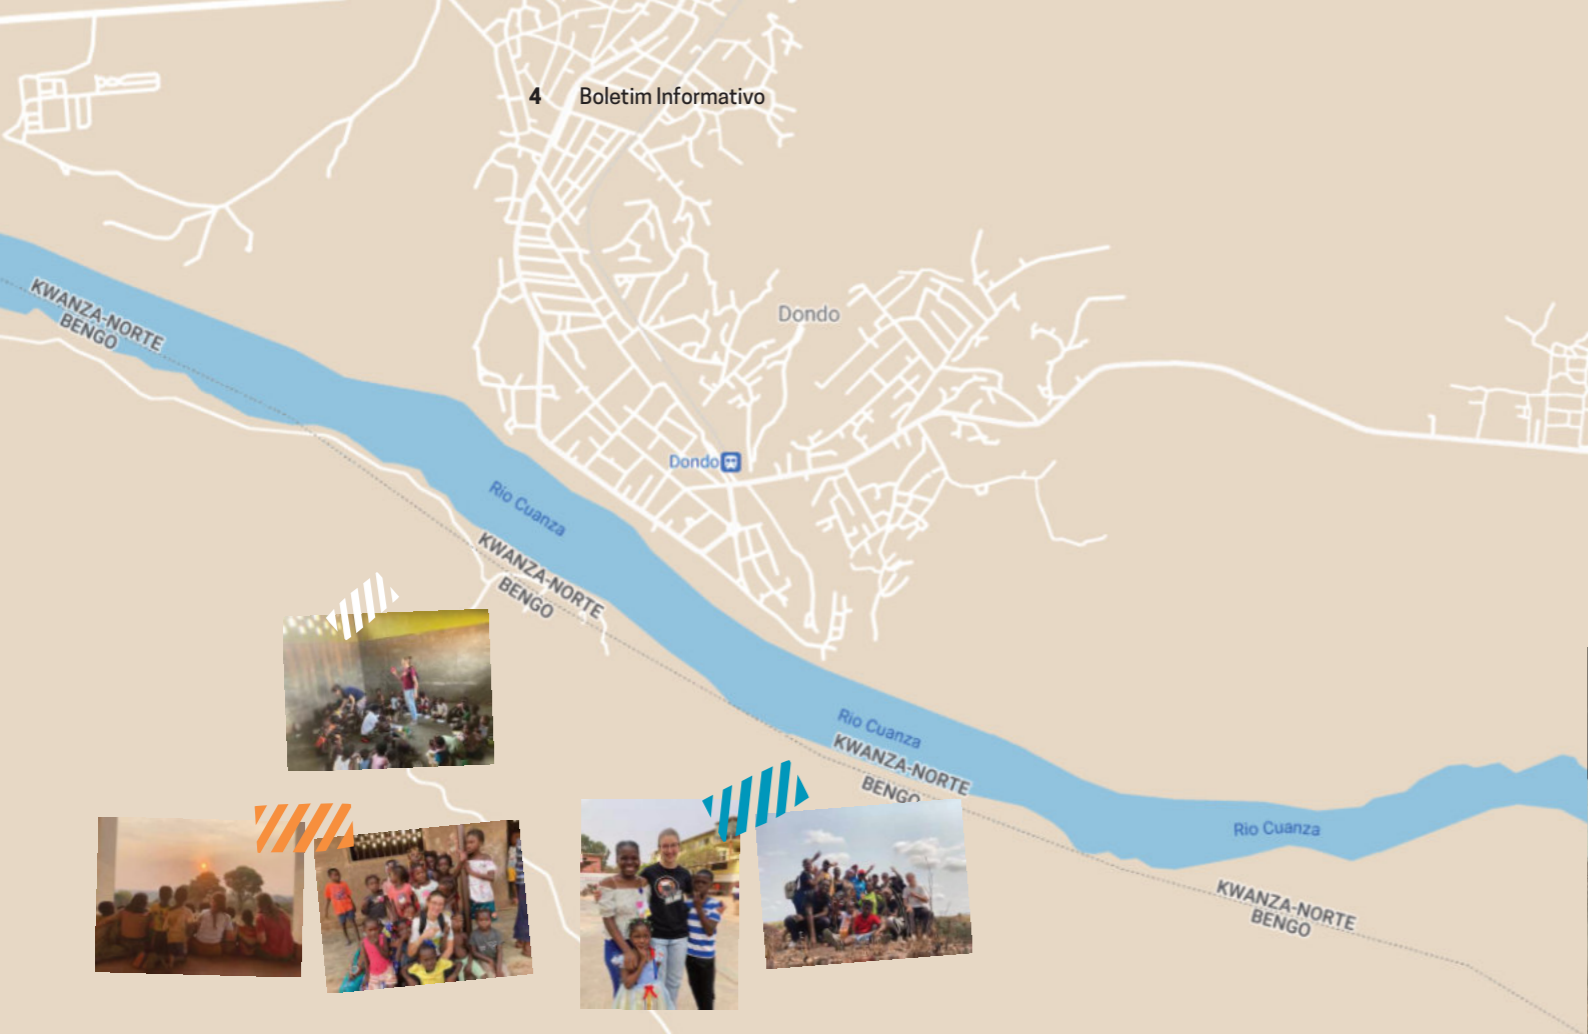 4 Boletim Informativo
KWANZA-NORTE
BENGO
Dondo
Dondo
Rio Cuanza
KWANZA-NORTE
BENGO
Rio Cuanza
KWANZA-NORTE
BENGO
Rio Cuanza
KWANZA-NORTE
BENGO